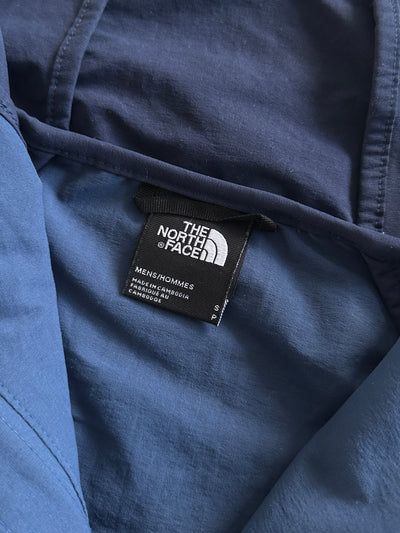 THE
NORTH
FACE
®
MENS/HOMMES
MADE IN CAMBODIA
FABRIQUÉ AU
CAMBODGE
S
P